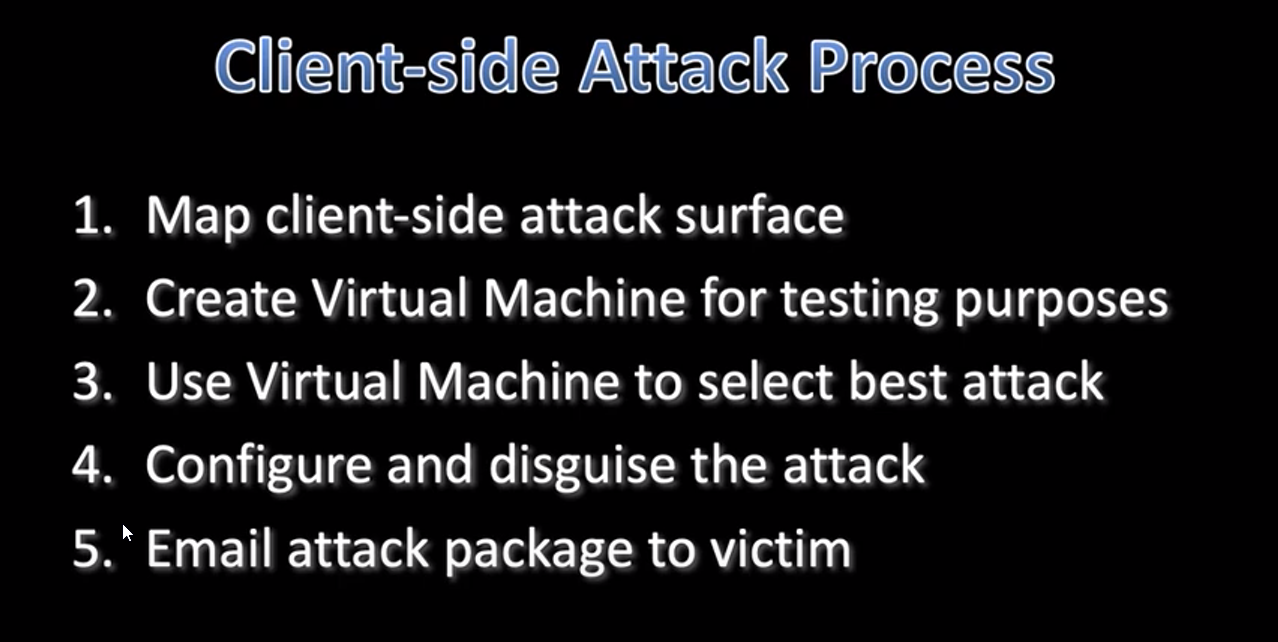 Client-side Attack Process
1. Map client-side attack surface
2. Create Virtual Machine for testing purposes
3. Use Virtual Machine to select best attack
4. Configure and disguise the attack
5. Email attack package to victim